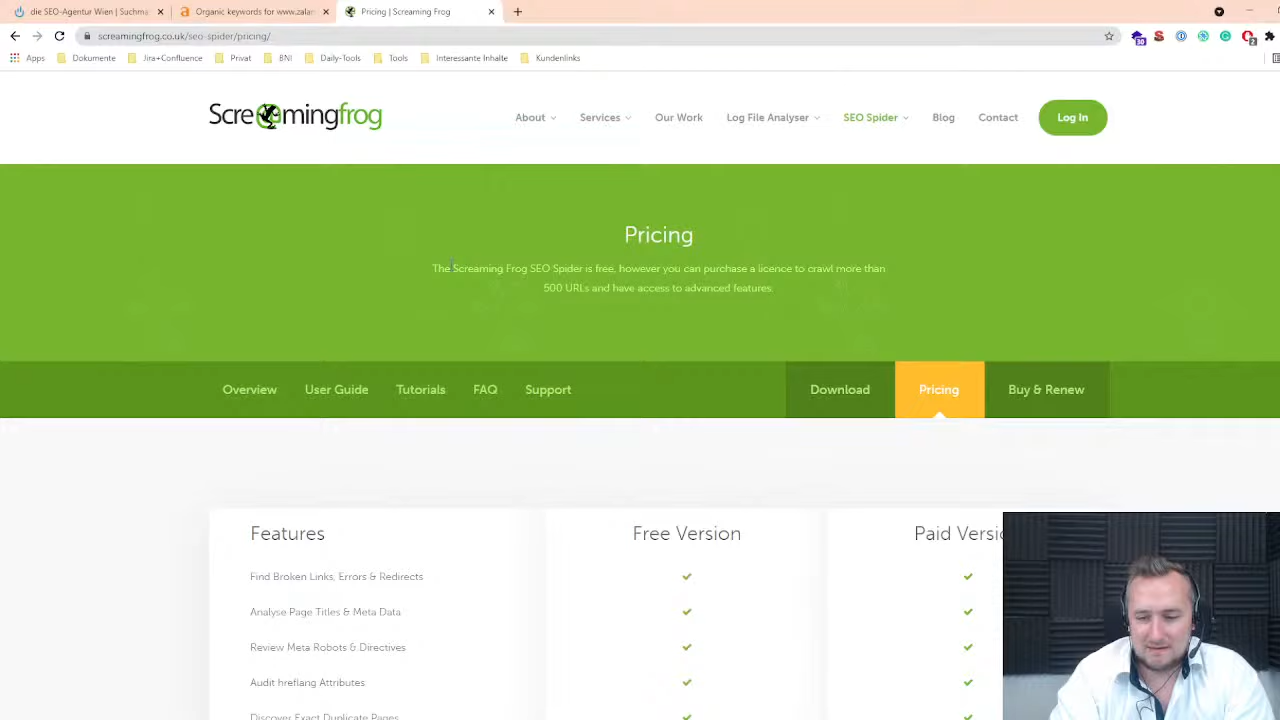 die SEO-Agentur Wien | Suchma
Organic keywords for www.zalan
Pricing | Screaming Frog
screamingfrog.co.uk/seo-spider/pricing/
Apps
Dokumente
Jira+Confluence
Privat
BNI
Daily-Tools
Tools
Interessante Inhalte
Kundenlinks
Screamingfrog
About
Services
Our Work
Log File Analyser
SEO Spider
Blog
Contact
Log In
Pricing
The Screaming Frog SEO Spider is free, however you can purchase a licence to crawl more than
500 URLs and have access to advanced features.
Overview
User Guide
Tutorials
FAQ
Support
Download
Pricing
Buy & Renew
Features
Free Version
Paid Versio
Find Broken Links, Errors & Redirects
Analyse Page Titles & Meta Data
Review Meta Robots & Directives
Audit hreflang Attributes
Discover Exact Duplicate Pages